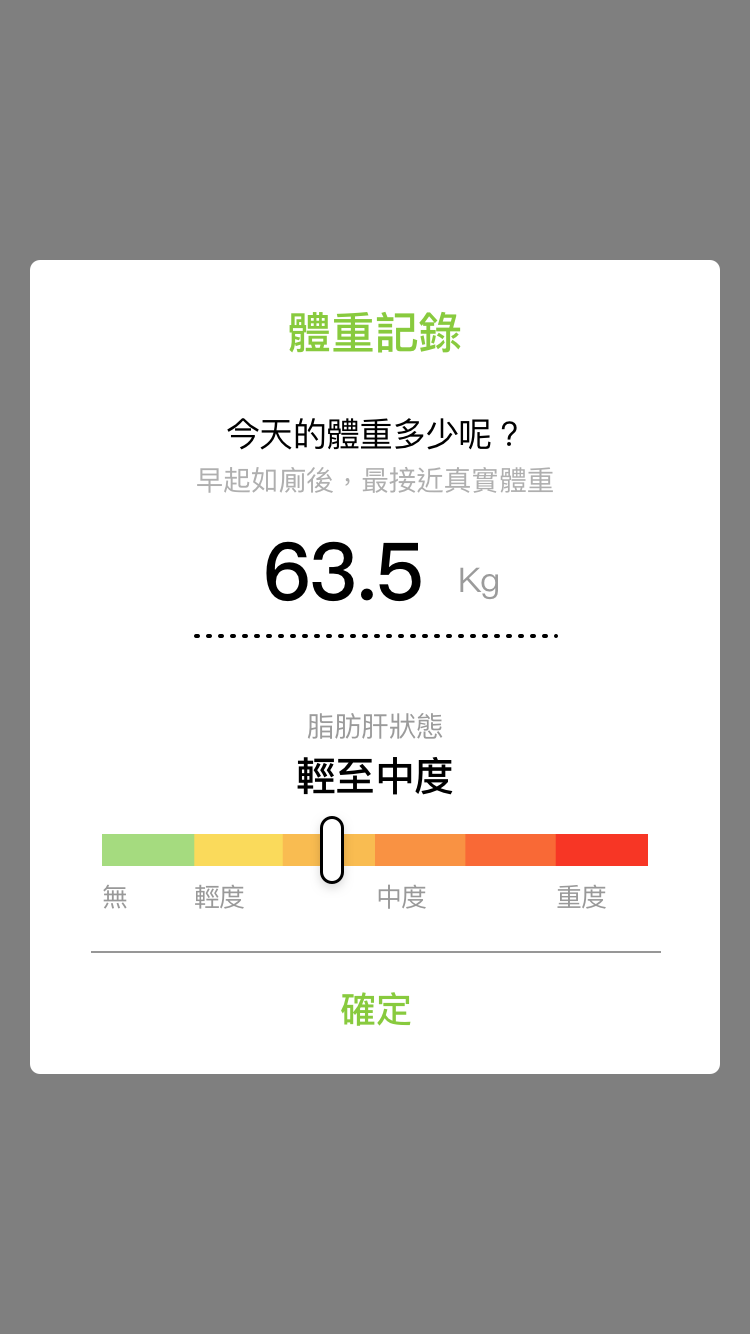 體重記錄
今天的體重多少呢？
早起如廁後，最接近真實體重
63.5 Kg
脂肪肝狀態
輕至中度
無 輕度 中度 重度
確定